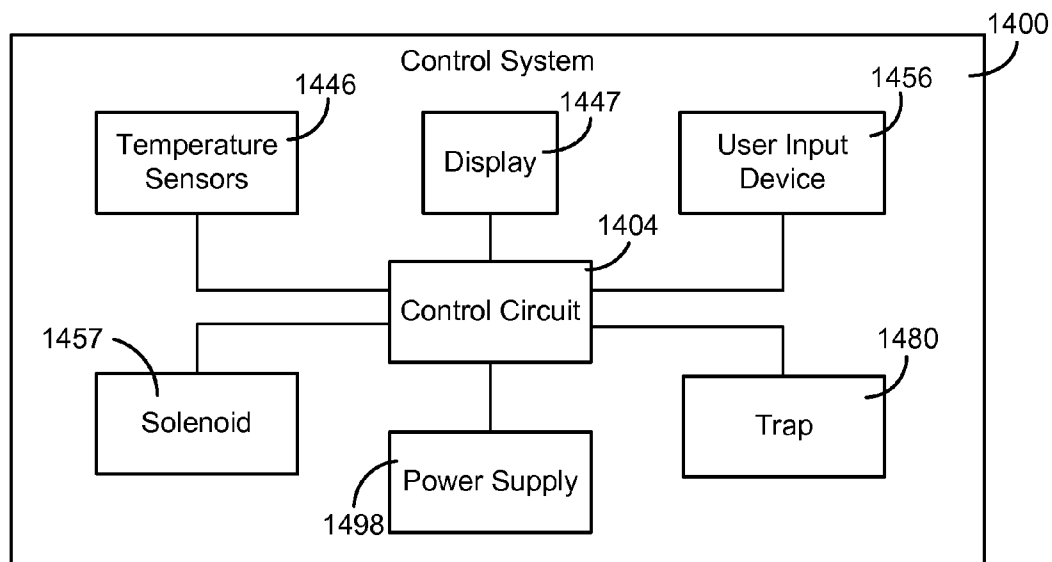 1400
Control System
1446
1447
1456
Temperature
Sensors
Display
User Input
Device
1404
Control Circuit
1457
1480
Solenoid
Trap
Power Supply
1498